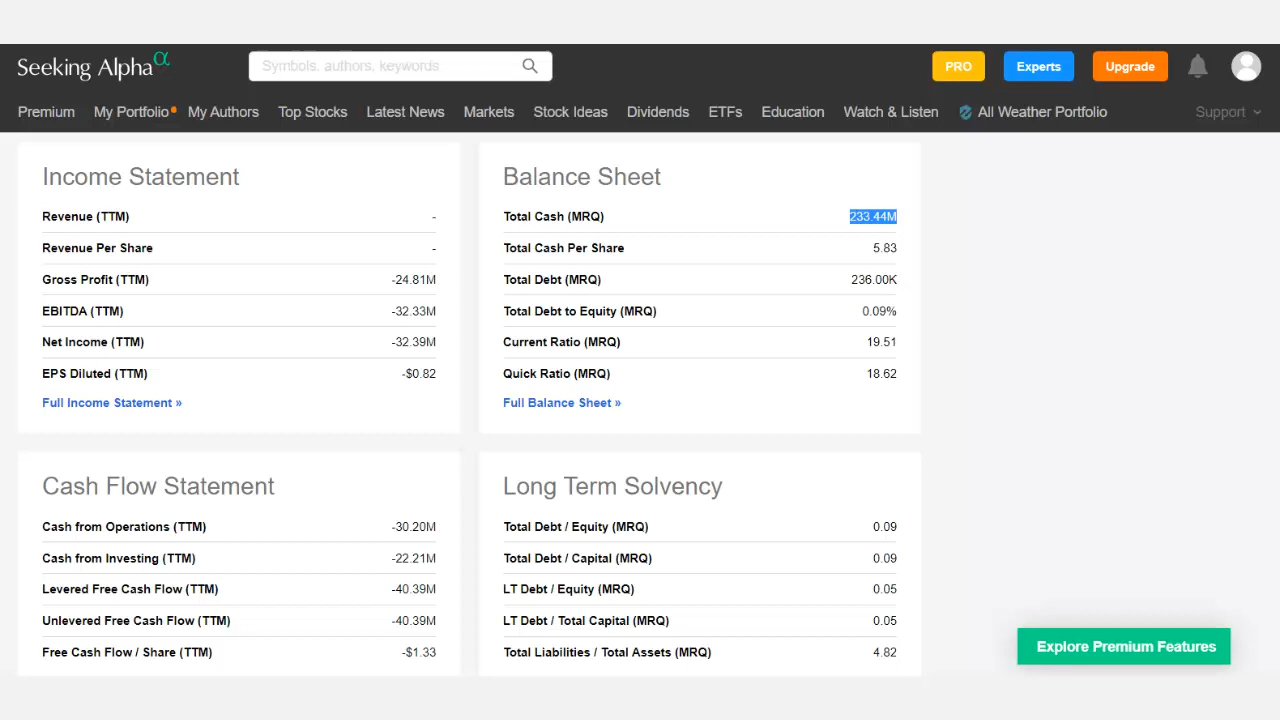 Seeking Alpha α
Symbols, authors, keywords
PRO
Experts
Upgrade
Premium
My Portfolio
My Authors
Top Stocks
Latest News
Markets
Stock Ideas
Dividends
ETFs
Education
Watch & Listen
All Weather Portfolio
Support
Income Statement
Revenue (TTM) -
Revenue Per Share -
Gross Profit (TTM) -24.81M
EBITDA (TTM) -32.33M
Net Income (TTM) -32.39M
EPS Diluted (TTM) -$0.82
Full Income Statement »
Balance Sheet
Total Cash (MRQ) 233.44M
Total Cash Per Share 5.83
Total Debt (MRQ) 236.00K
Total Debt to Equity (MRQ) 0.09%
Current Ratio (MRQ) 19.51
Quick Ratio (MRQ) 18.62
Full Balance Sheet »
Cash Flow Statement
Cash from Operations (TTM) -30.20M
Cash from Investing (TTM) -22.21M
Levered Free Cash Flow (TTM) -40.39M
Unlevered Free Cash Flow (TTM) -40.39M
Free Cash Flow / Share (TTM) -$1.33
Long Term Solvency
Total Debt / Equity (MRQ) 0.09
Total Debt / Capital (MRQ) 0.09
LT Debt / Equity (MRQ) 0.05
LT Debt / Total Capital (MRQ) 0.05
Total Liabilities / Total Assets (MRQ) 4.82
Explore Premium Features